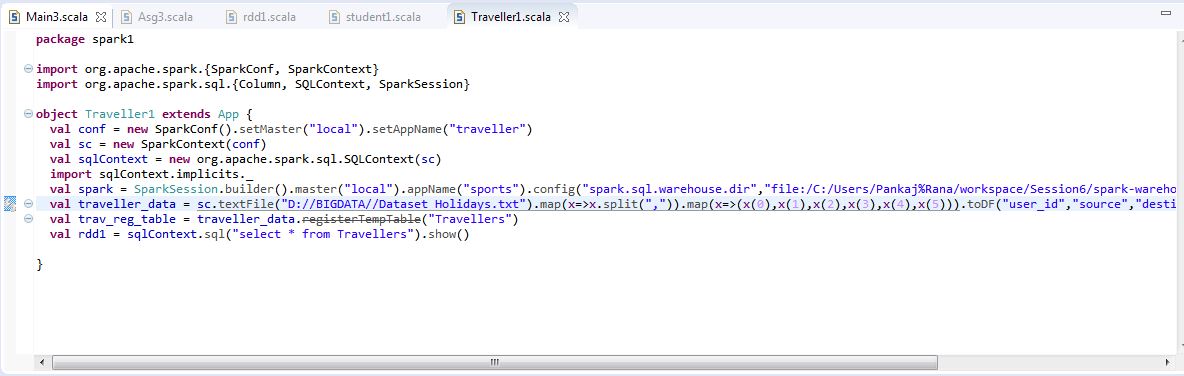 Main3.scala Asg3.scala rdd1.scala student1.scala Traveller1.scala
package spark1
import org.apache.spark.{SparkConf, SparkContext}
import org.apache.spark.sql.{Column, SQLContext, SparkSession}
object Traveller1 extends App {
val conf = new SparkConf().setMaster("local").setAppName("traveller")
val sc = new SparkContext(conf)
val sqlContext = new org.apache.spark.sql.SQLContext(sc)
import sqlContext.implicits._
val spark = SparkSession.builder().master("local").appName("sports").config("spark.sql.warehouse.dir","file:/C:/Users/Pankaj%Rana/workspace/Session6/spark-wareho
val traveller_data = sc.textFile("D://BIGDATA//Dataset Holidays.txt").map(x=>x.split(",")).map(x=>(x(0),x(1),x(2),x(3),x(4),x(5))).toDF("user_id","source","desti
val trav_reg_table = traveller_data.registerTempTable("Travellers")
val rdd1 = sqlContext.sql("select * from Travellers").show()
}